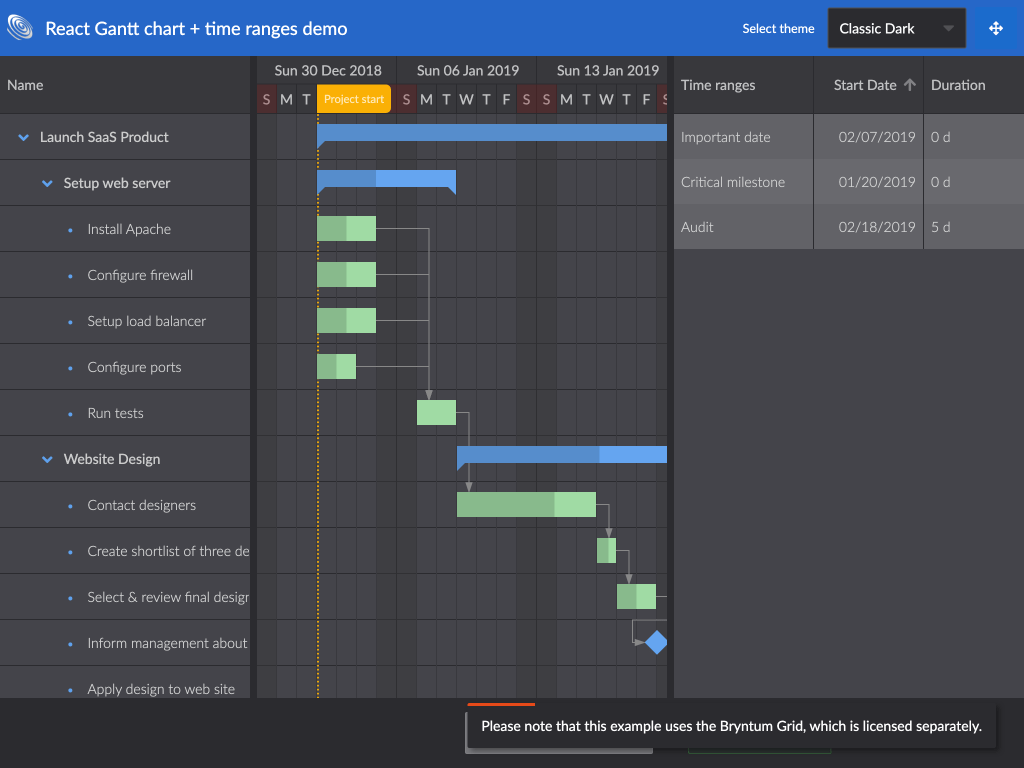 React Gantt chart + time ranges demo
Select theme
Classic Dark
Name
Sun 30 Dec 2018
Sun 06 Jan 2019
Sun 13 Jan 2019
S M T Project start S M T W T F S S M T W T F S
Time ranges
Start Date
Duration
Launch SaaS Product
Setup web server
Install Apache
Configure firewall
Setup load balancer
Configure ports
Run tests
Website Design
Contact designers
Create shortlist of three de
Select & review final design
Inform management about
Apply design to web site
Important date 02/07/2019 0 d
Critical milestone 01/20/2019 0 d
Audit 02/18/2019 5 d
Please note that this example uses the Bryntum Grid, which is licensed separately.